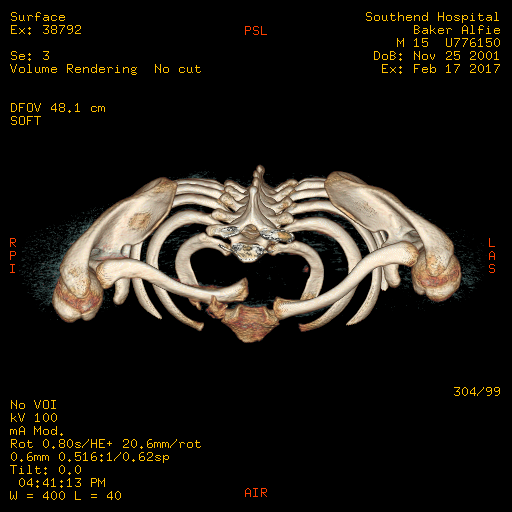 Surface
Ex: 38792
Se: 3
Volume Rendering No cut
DFOV 48.1 cm
SOFT
PSL
Southend Hospital
Baker Alfie
M 15 U776150
DoB: Nov 25 2001
Ex: Feb 17 2017
R
P
I
L
A
S
304/99
No VOI
kV 100
mA Mod.
Rot 0.80s/HE+ 20.6mm/rot
0.6mm 0.516:1/0.62sp
Tilt: 0.0
04:41:13 PM
W = 400 L = 40
AIR